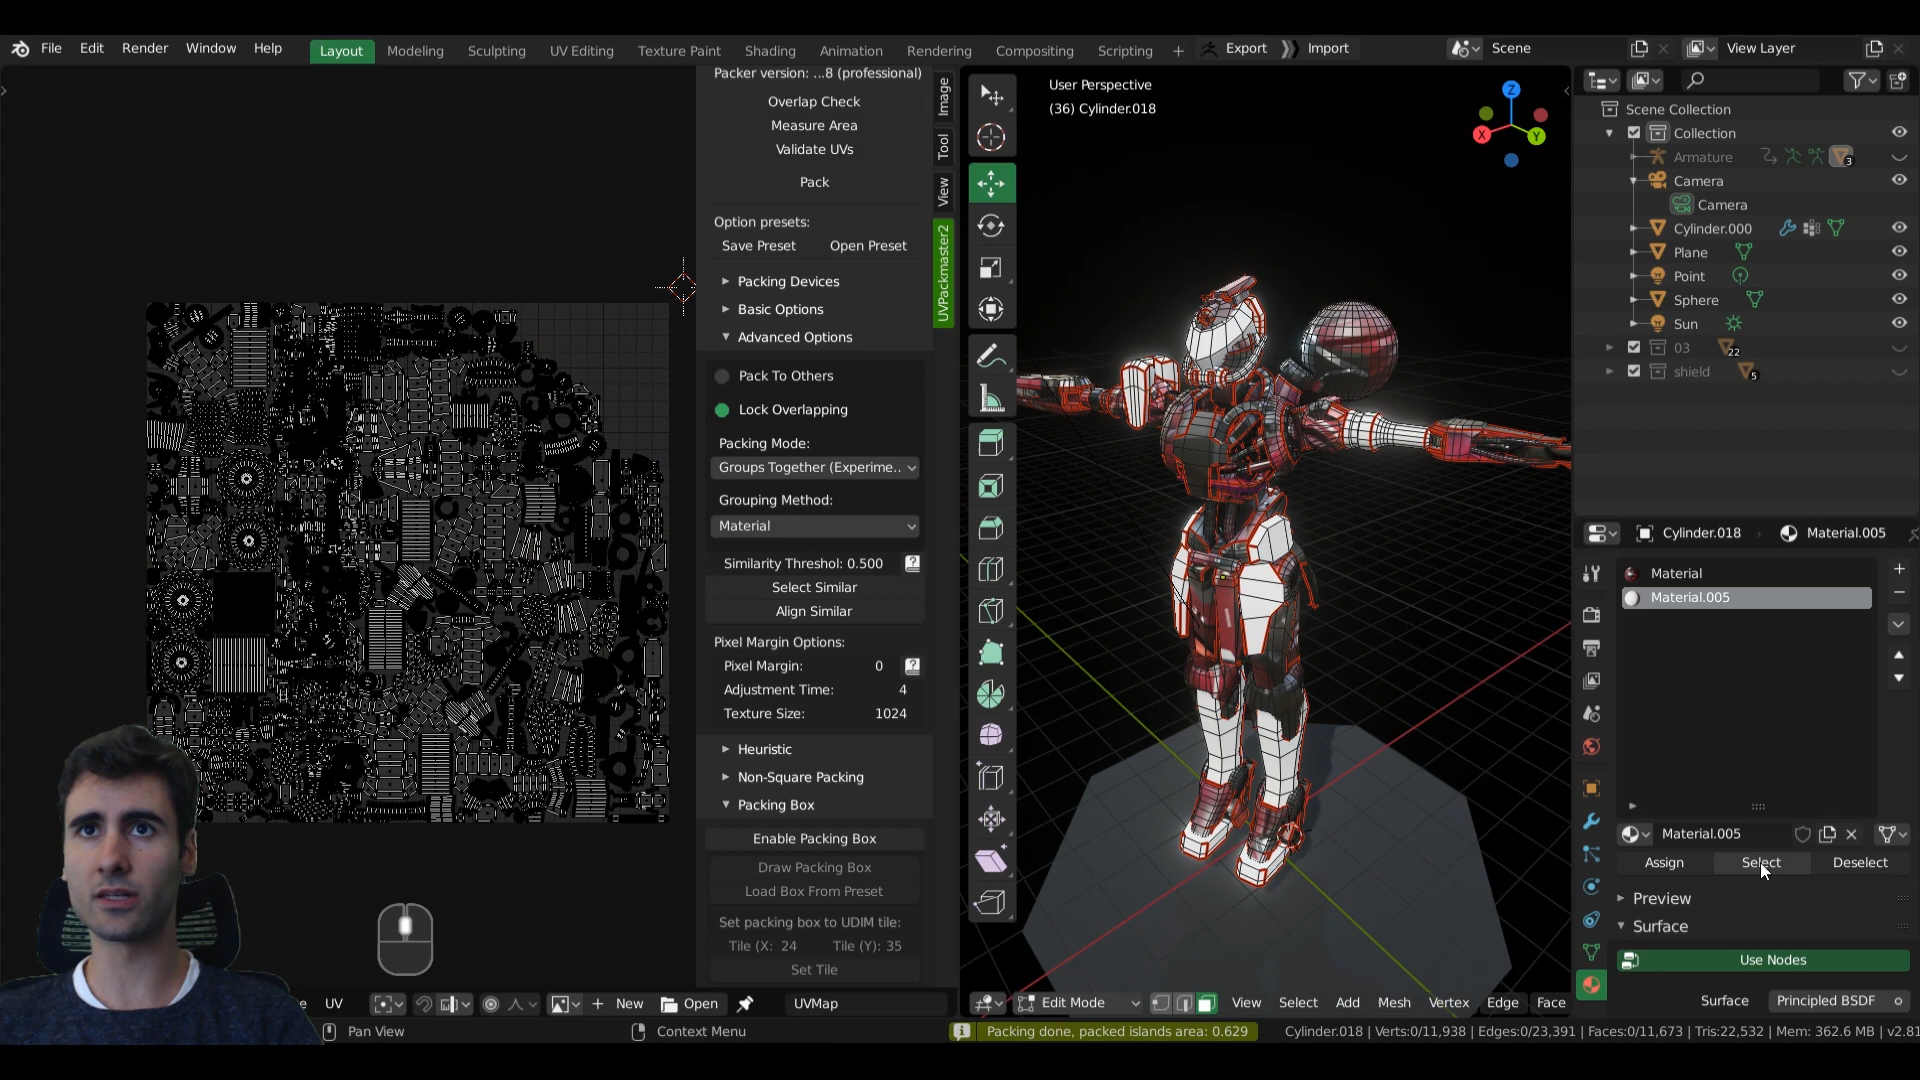 File Edit Render Window Help Layout Modeling Sculpting UV Editing Texture Paint Shading Animation Rendering Compositing Scripting + Export Import Scene View Layer
Packer version: ...8 (professional)
Overlap Check
Measure Area
Validate UVs
Pack
Option presets:
Save Preset Open Preset
Packing Devices
Basic Options
Advanced Options
Pack To Others
Lock Overlapping
Packing Mode:
Groups Together (Experime..
Grouping Method:
Material
Similarity Threshol: 0.500
Select Similar
Align Similar
Pixel Margin Options:
Pixel Margin: 0
Adjustment Time: 4
Texture Size: 1024
Heuristic
Non-Square Packing
Packing Box
Enable Packing Box
Draw Packing Box
Load Box From Preset
Set packing box to UDIM tile:
Tile (X: 24 Tile (Y): 35
Set Tile
Image
Tool
View
UVPackmaster2
User Perspective
(36) Cylinder.018
Z
X
Y
Scene Collection
Collection
Armature 3
Camera
Camera
Cylinder.000
Plane
Point
Sphere
Sun
03 22
shield 5
Cylinder.018 Material.005
Material
Material.005
Material.005
Assign Select Deselect
Preview
Surface
Use Nodes
Surface Principled BSDF
e UV New Open UVMap
Edit Mode View Select Add Mesh Vertex Edge Face
Pan View Context Menu
Packing done, packed islands area: 0.629
Cylinder.018 | Verts:0/11,938 | Edges:0/23,391 | Faces:0/11,673 | Tris:22,532 | Mem: 362.6 MB | v2.81